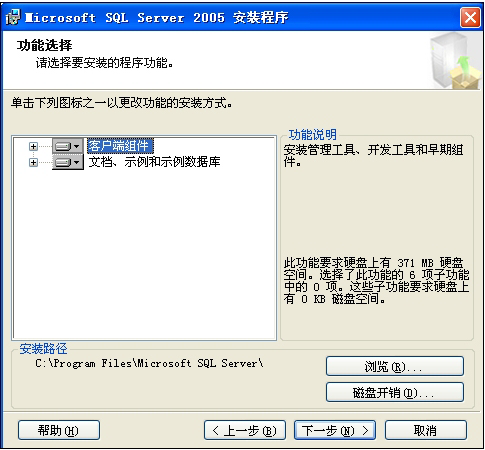 Microsoft SQL Server 2005 安装程序
功能选择
请选择要安装的程序功能。
单击下列图标之一以更改功能的安装方式。
客户端组件
文档、示例和示例数据库
功能说明
安装管理工具、开发工具和早期组
件。
此功能要求硬盘上有 371 MB 硬盘
空间。选择了此功能的 6 项子功能
中的 0 项。这些子功能要求硬盘上
有 0 KB 磁盘空间。
安装路径
C:\Program Files\Microsoft SQL Server\
浏览(R)...
磁盘开销(D)...
帮助(H)
< 上一步(B)
下一步(N) >
取消